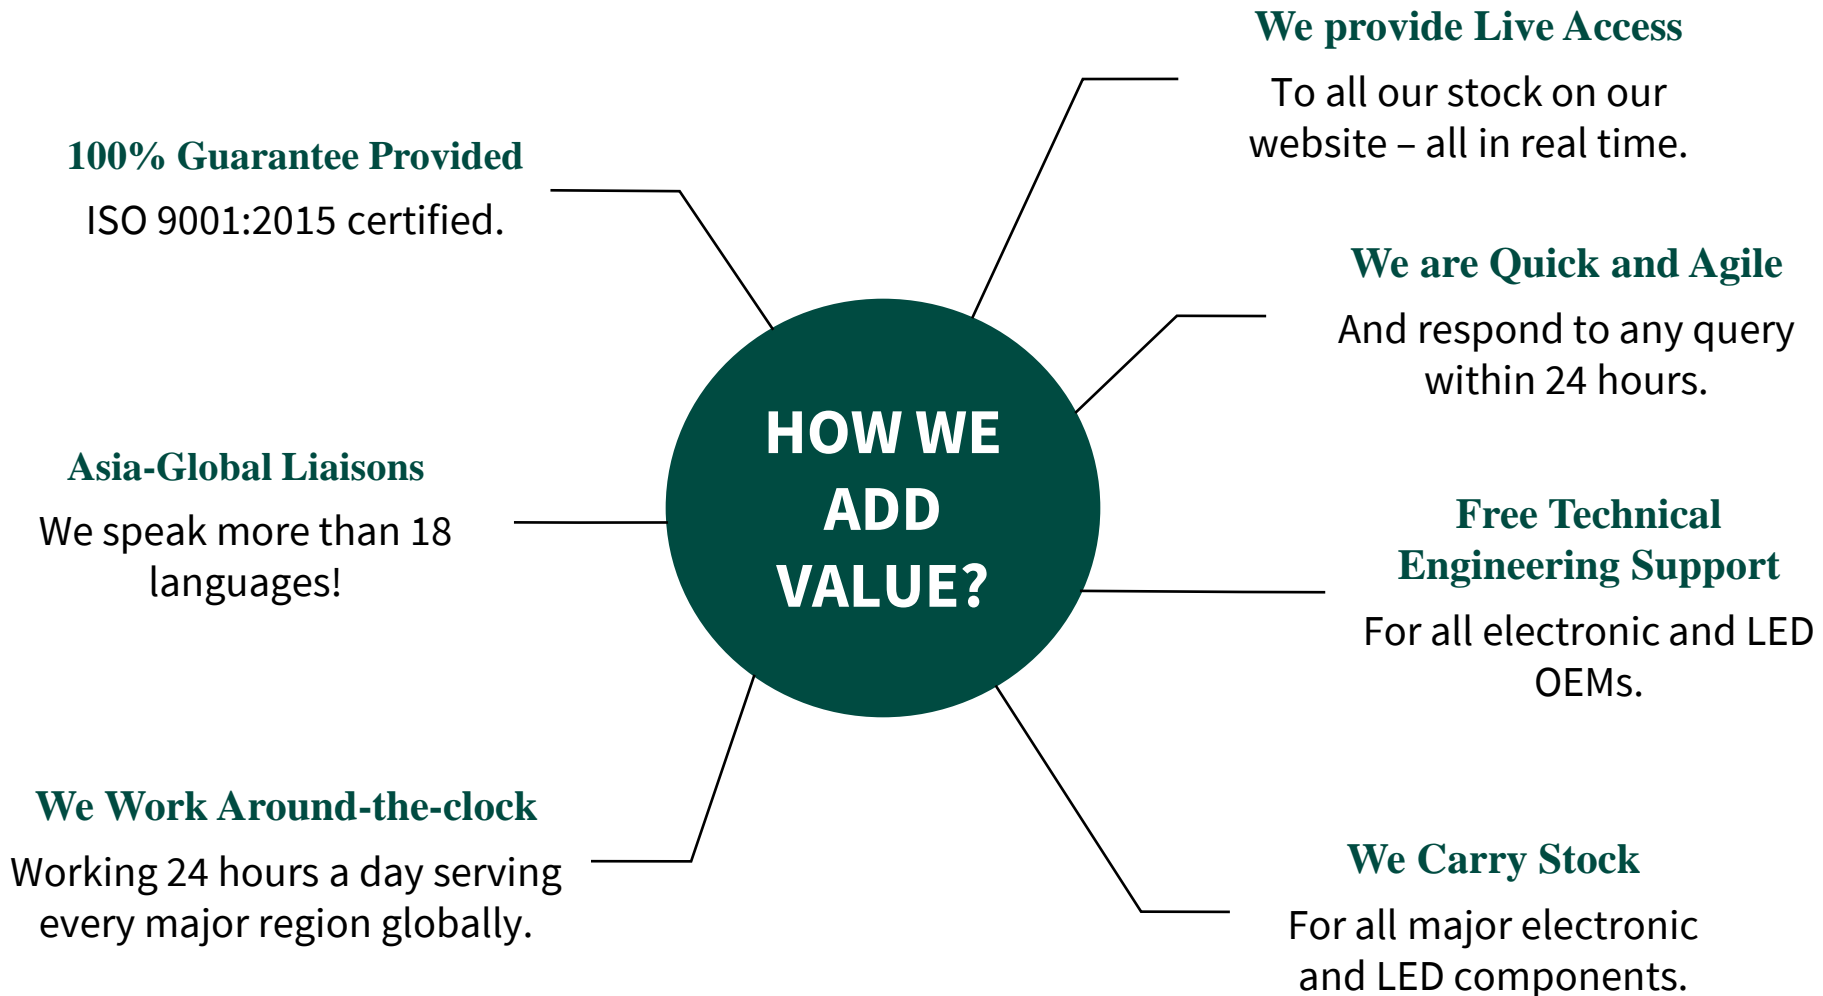 We provide Live Access
To all our stock on our
website – all in real time.
100% Guarantee Provided
ISO 9001:2015 certified.
We are Quick and Agile
And respond to any query
within 24 hours.
HOW WE
ADD
VALUE?
Asia-Global Liaisons
We speak more than 18
languages!
Free Technical
Engineering Support
For all electronic and LED
OEMs.
We Work Around-the-clock
Working 24 hours a day serving
every major region globally.
We Carry Stock
For all major electronic
and LED components.